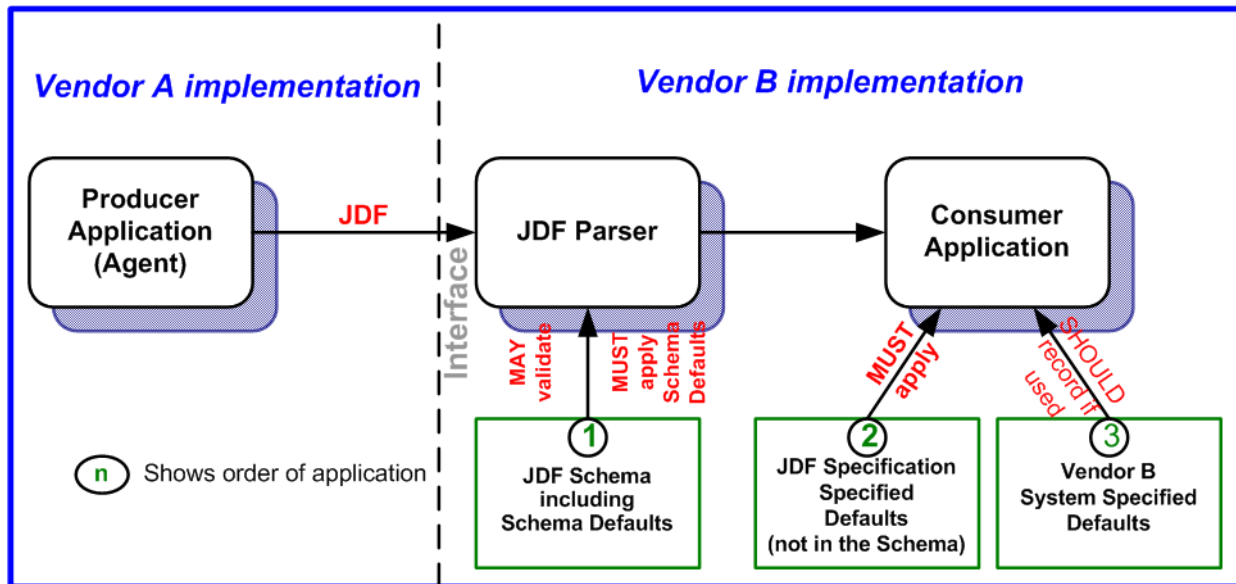 Vendor A implementation
Vendor B implementation
Producer
Application
(Agent)
JDF
Interface
JDF Parser
Consumer
Application
MAY
validate
MUST
apply
Schema
Defaults
MUST
apply
SHOULD
record if
used
n Shows order of application
1
JDF Schema
including
Schema Defaults
2
JDF Specification
Specified
Defaults
(not in the Schema)
3
Vendor B
System Specified
Defaults